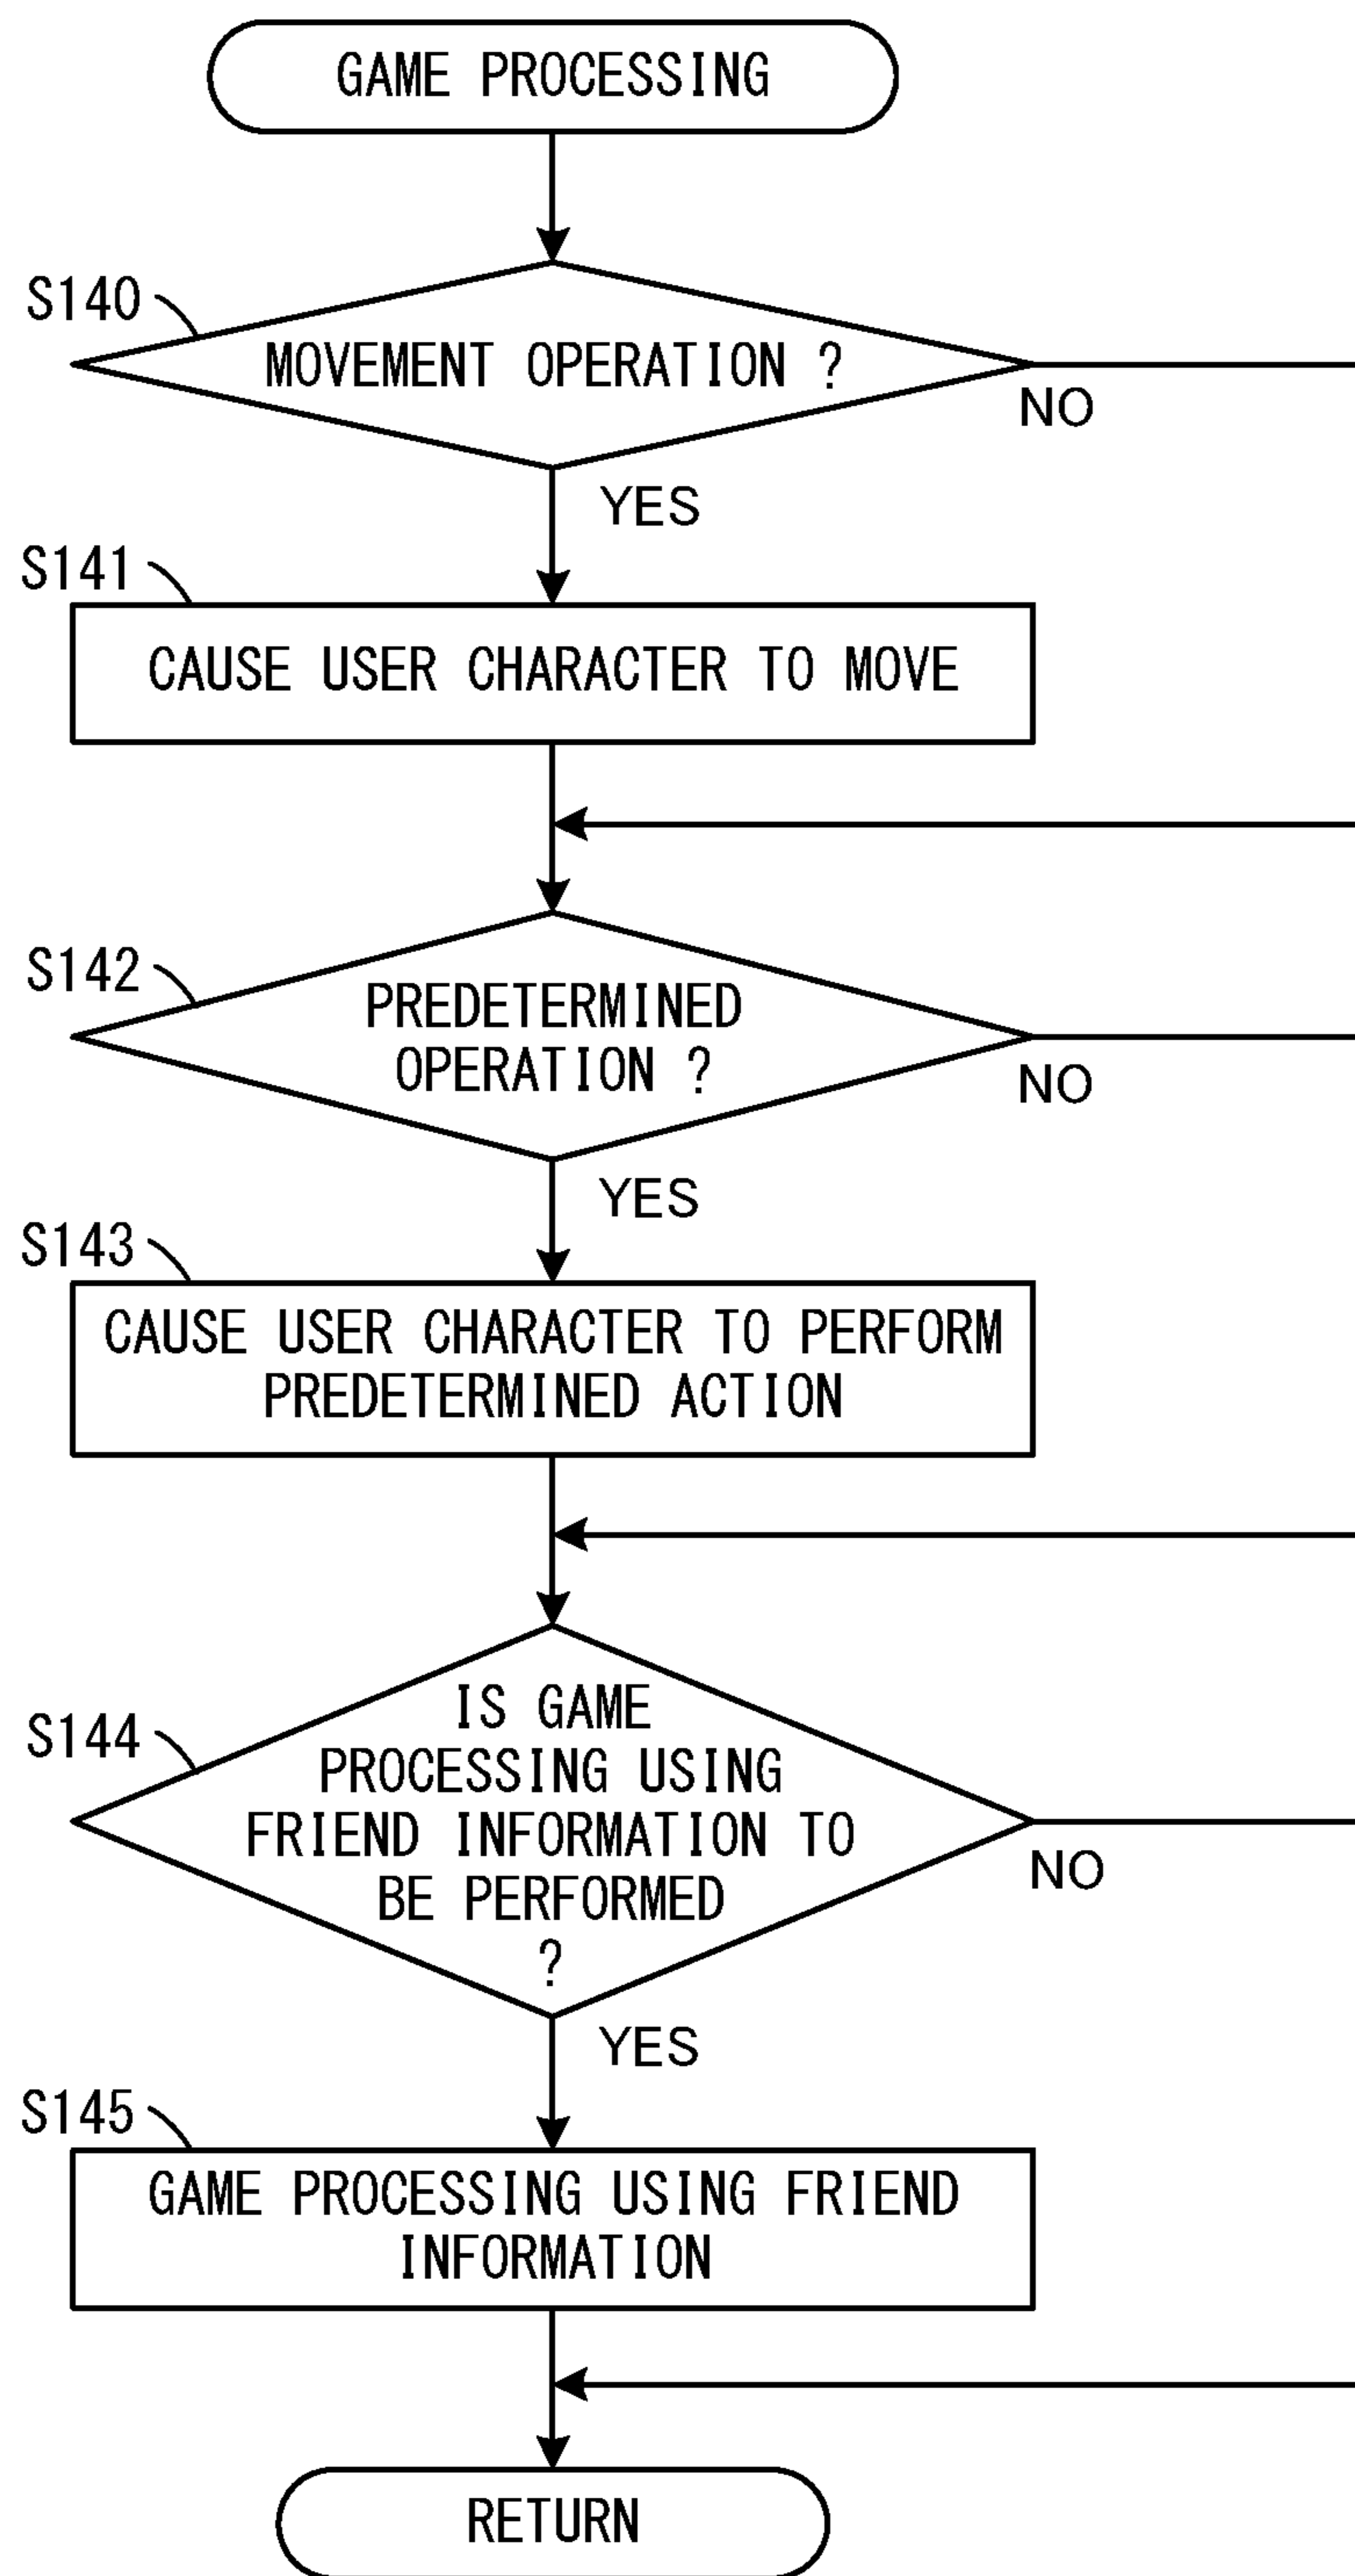 GAME PROCESSING
S140
MOVEMENT OPERATION ?
NO
YES
S141
CAUSE USER CHARACTER TO MOVE
S142
PREDETERMINED
OPERATION ?
NO
YES
S143
CAUSE USER CHARACTER TO PERFORM
PREDETERMINED ACTION
S144
IS GAME
PROCESSING USING
FRIEND INFORMATION TO
BE PERFORMED
?
NO
YES
S145
GAME PROCESSING USING FRIEND
INFORMATION
RETURN